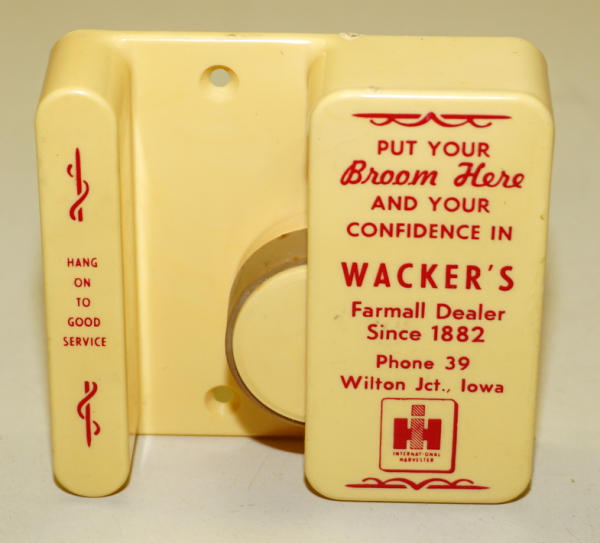 HANG
ON
TO
GOOD
SERVICE
PUT YOUR
Broom Here
AND YOUR
CONFIDENCE IN
WACKER'S
Farmall Dealer
Since 1882
Phone 39
Wilton Jct., Iowa
IH
INTERNATIONAL
HARVESTER